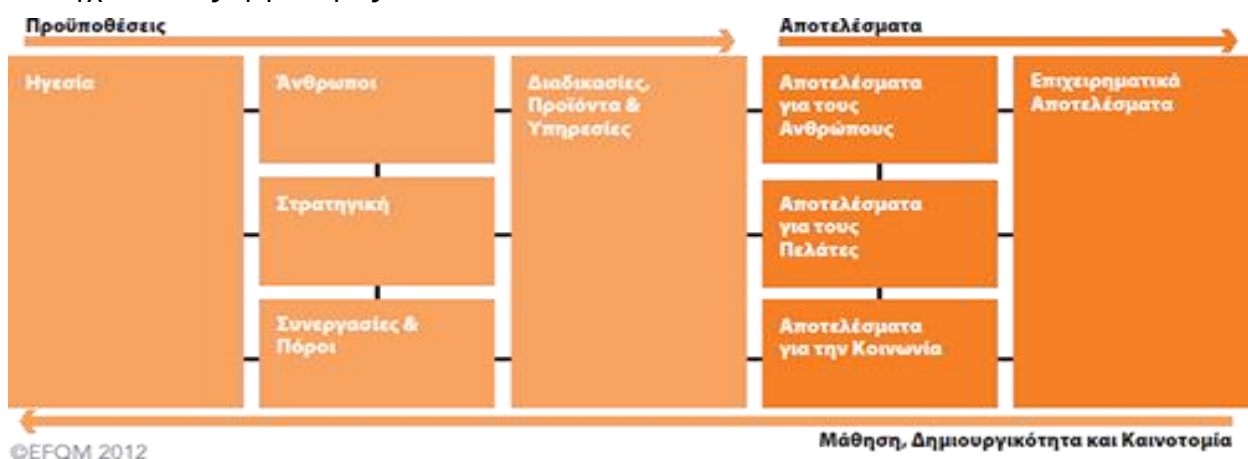 Προϋποθέσεις
Αποτελέσματα
Ηγεσία
Άνθρωποι
Στρατηγική
Συνεργασίες &
Πόροι
Διαδικασίες,
Προϊόντα &
Υπηρεσίες
Αποτελέσματα
για τους
Ανθρώπους
Αποτελέσματα
για τους
Πελάτες
Αποτελέσματα
για την Κοινωνία
Επιχειρηματικά
Αποτελέσματα
Μάθηση, Δημιουργικότητα και Καινοτομία
©EFQM 2012